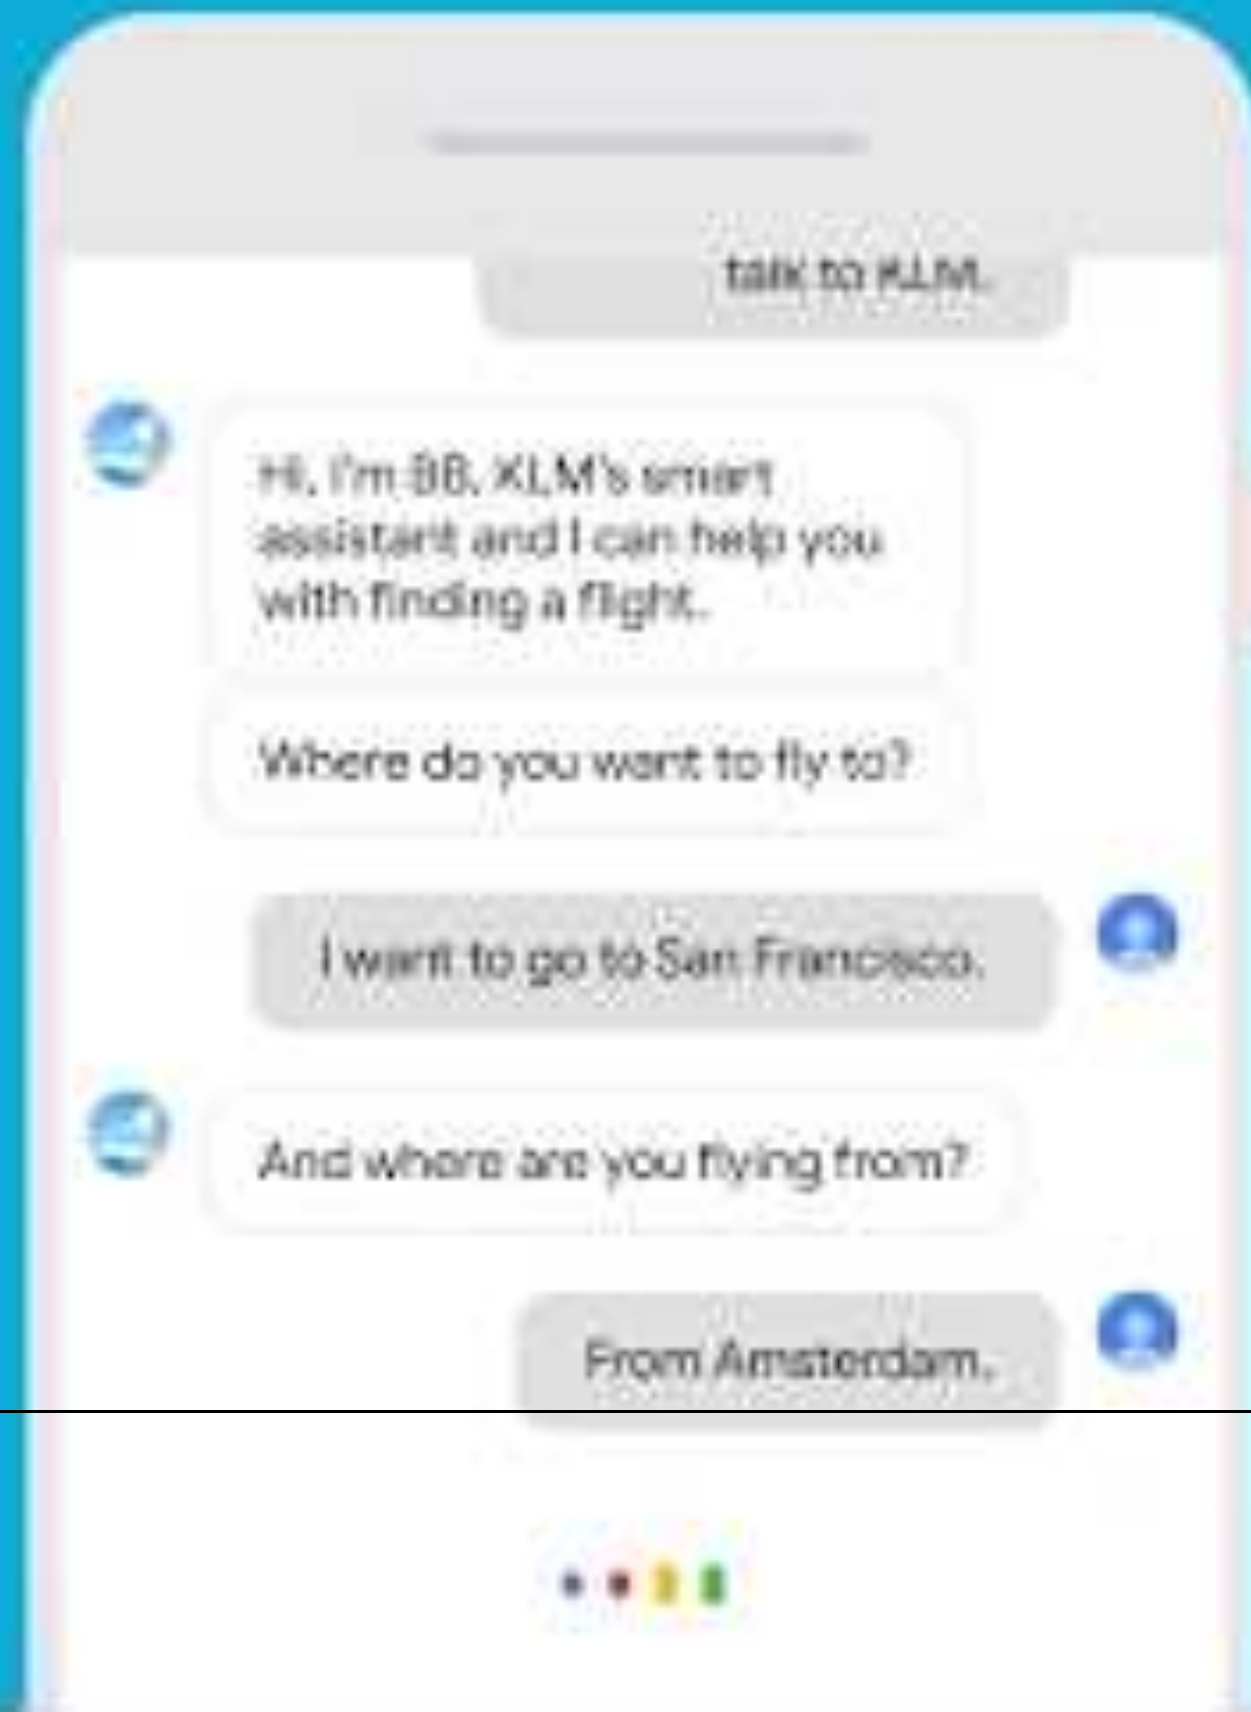 talk to KLM.
Hi, I'm BB, KLM's smart
assistant and I can help you
with finding a flight.
Where do you want to fly to?
I want to go to San Francisco.
And where are you flying from?
From Amsterdam.